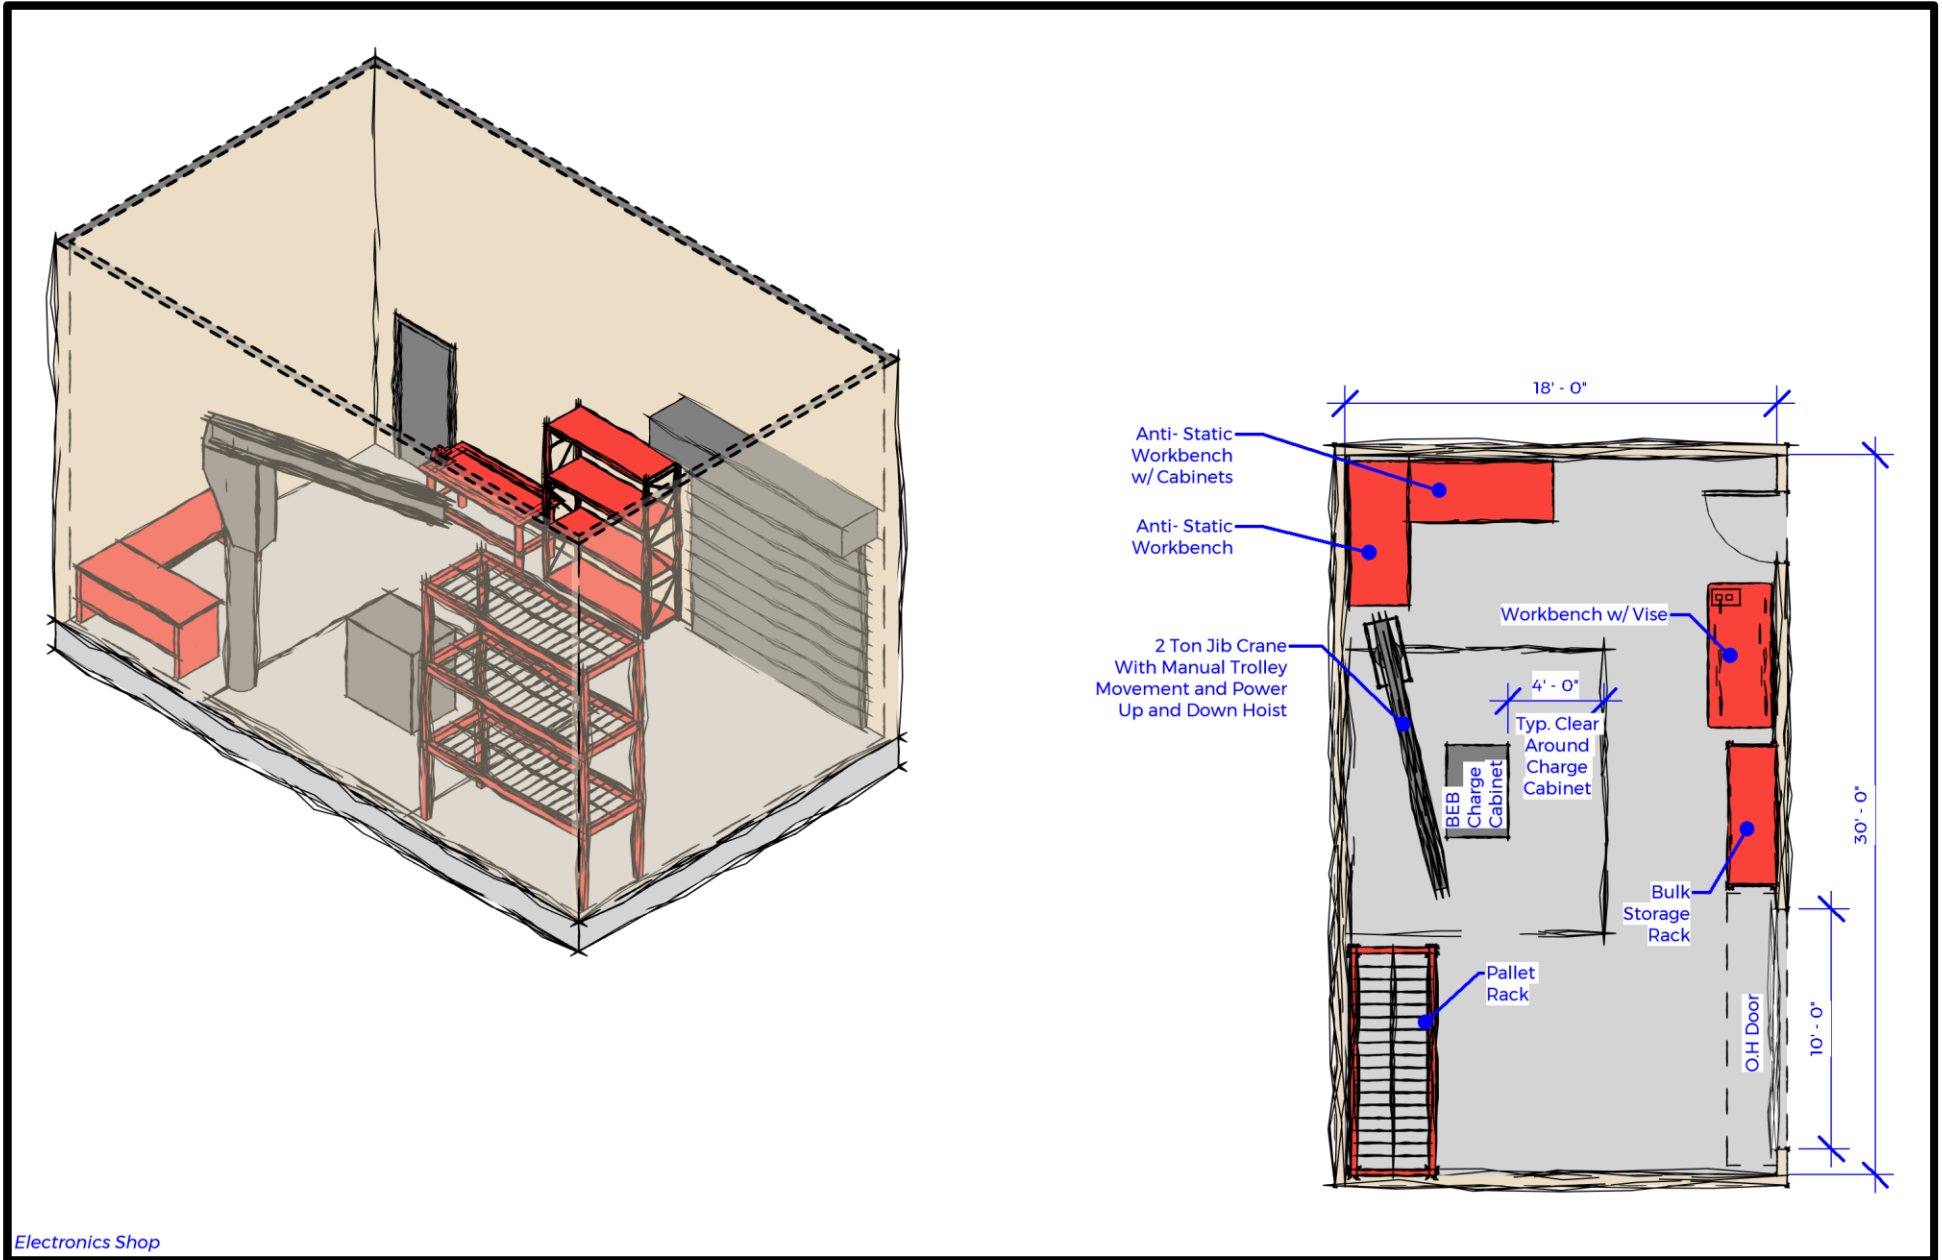 18' - 0"
Anti- Static
Workbench
w/ Cabinets
Anti- Static
Workbench
Workbench w/ Vise
2 Ton Jib Crane
With Manual Trolley
Movement and Power
Up and Down Hoist
4' - 0"
Typ. Clear
Around
Charge
Cabinet
BEB
Charge
Cabinet
30' - 0"
Bulk
Storage
Rack
Pallet
Rack
O.H Door
10' - 0"
Electronics Shop